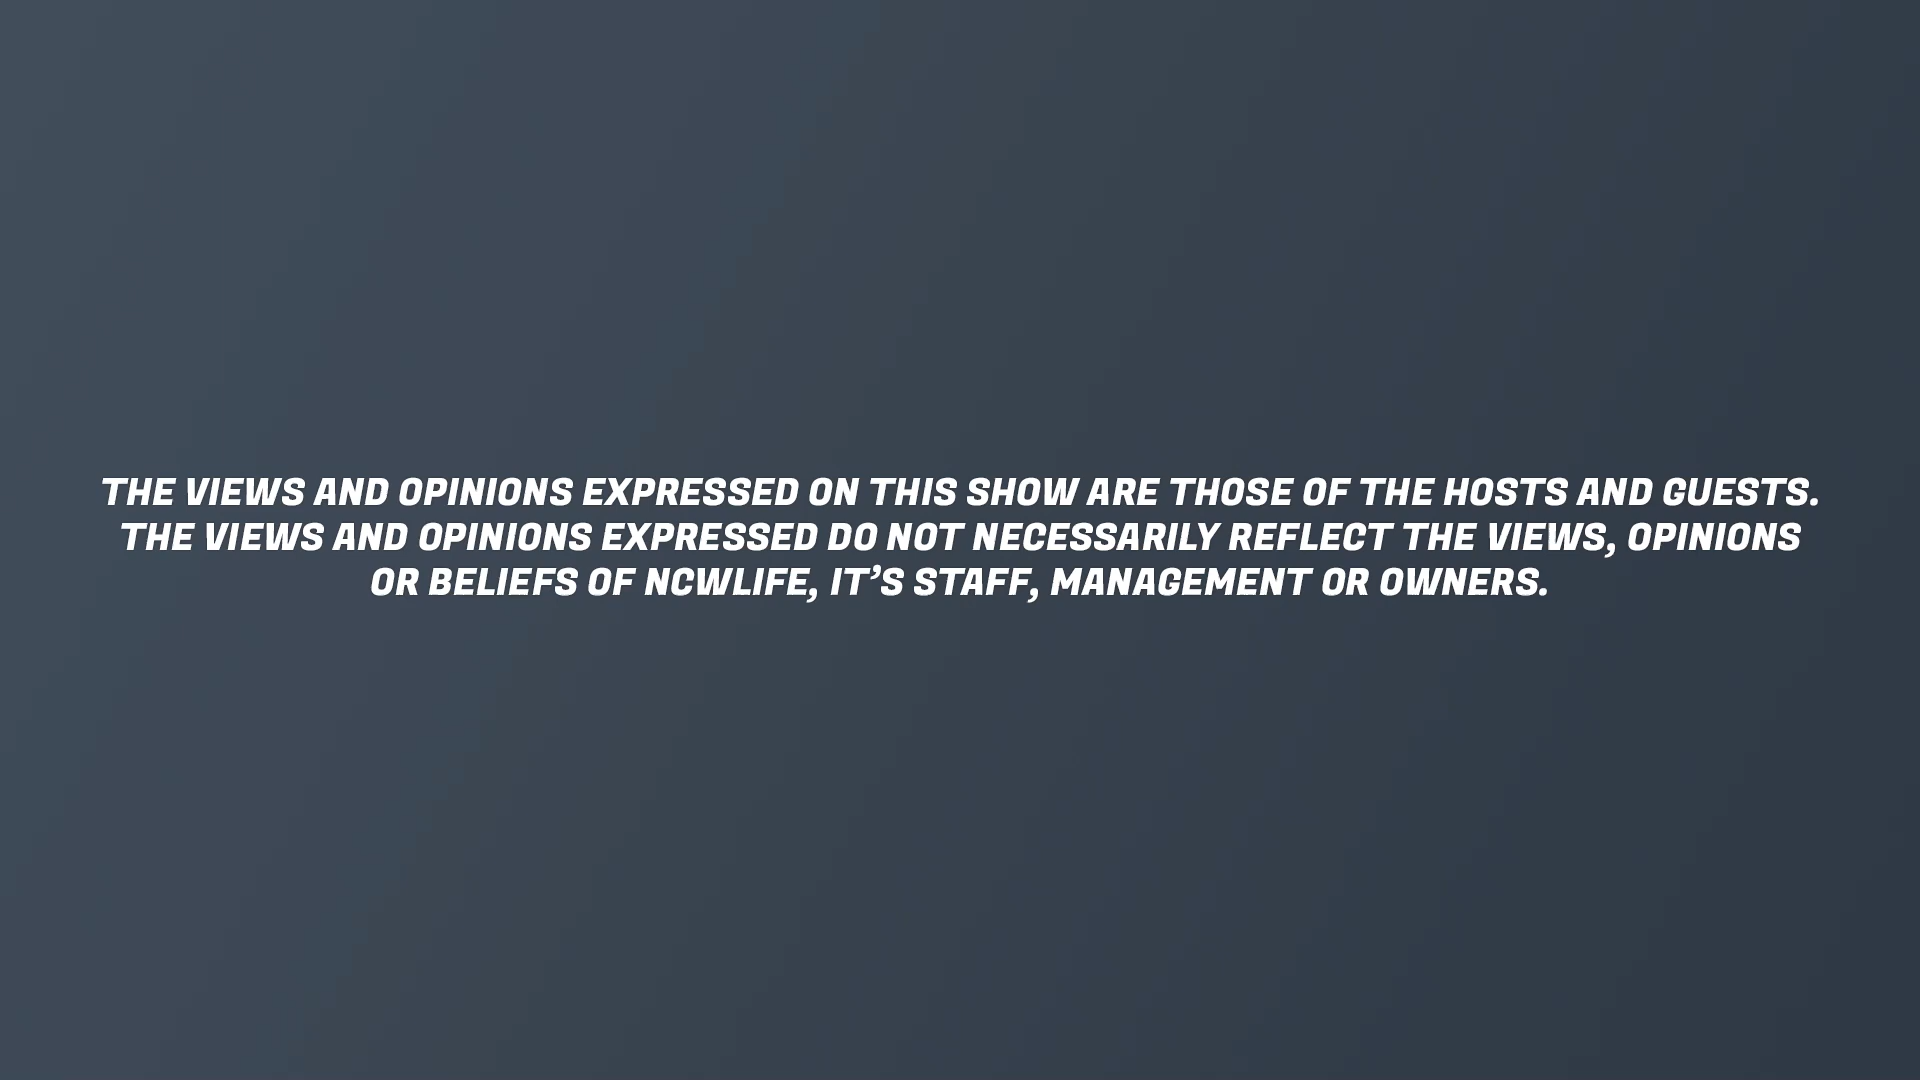 THE VIEWS AND OPINIONS EXPRESSED ON THIS SHOW ARE THOSE OF THE HOSTS AND GUESTS.
THE VIEWS AND OPINIONS EXPRESSED DO NOT NECESSARILY REFLECT THE VIEWS, OPINIONS
OR BELIEFS OF NCWLIFE, IT’S STAFF, MANAGEMENT OR OWNERS.